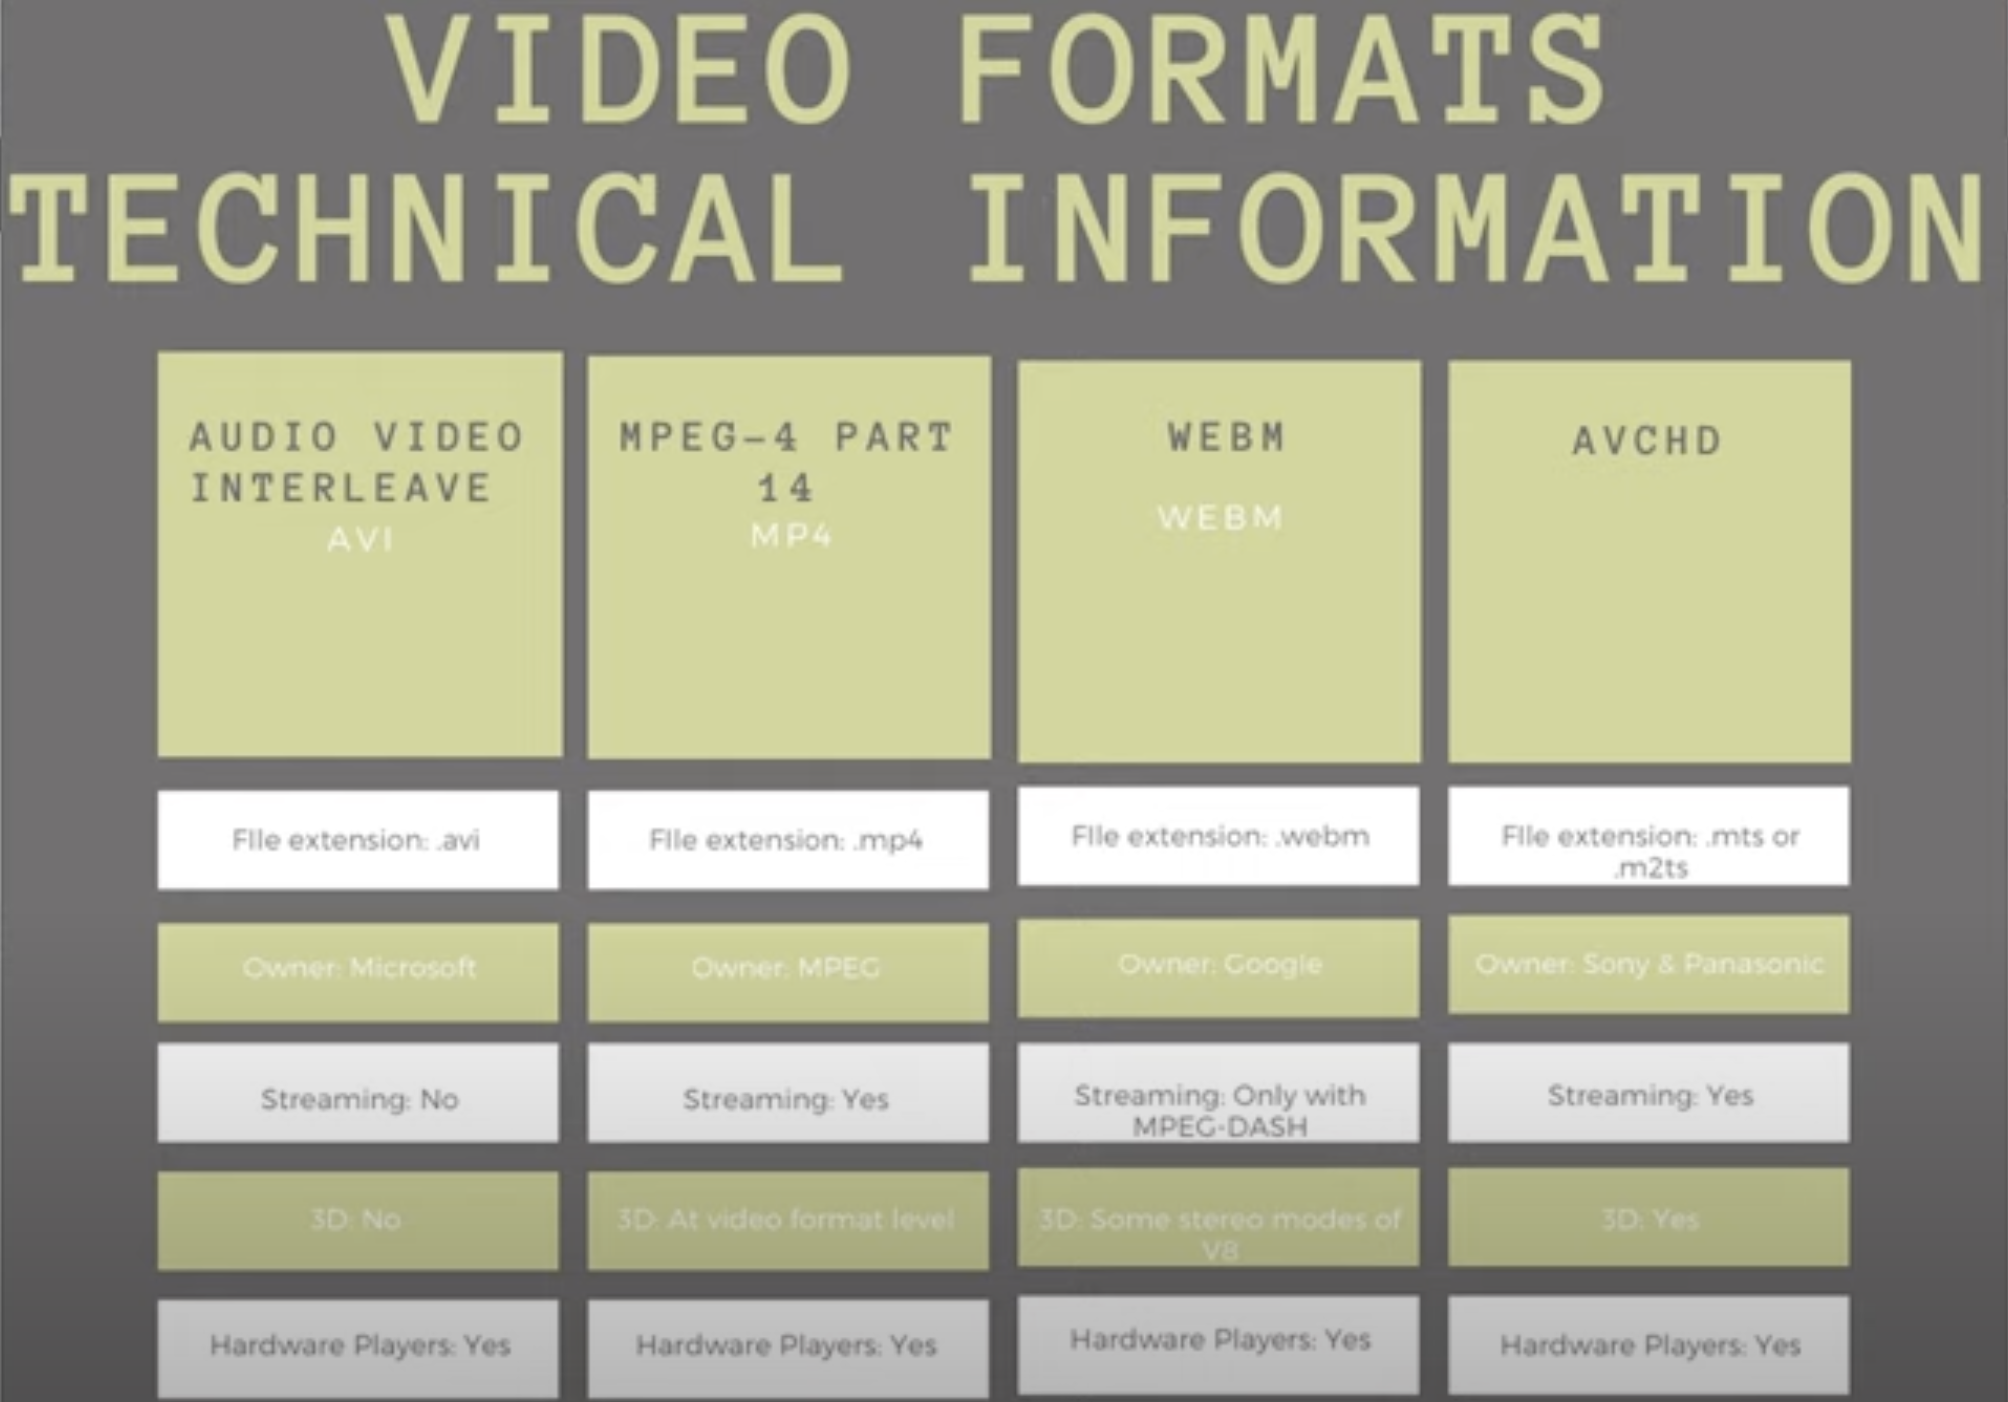 VIDEO FORMATS
TECHNICAL INFORMATION
AUDIO VIDEO
INTERLEAVE
AVI
MPEG-4 PART
14
MP4
WEBM
WEBM
AVCHD
FIle extension: .avi
FIle extension: .mp4
FIle extension: .webm
FIle extension: .mts or
.m2ts
Owner: Microsoft
Owner: MPEG
Owner: Google
Owner: Sony & Panasonic
Streaming: No
Streaming: Yes
Streaming: Only with
MPEG-DASH
Streaming: Yes
3D: No
3D: At video format level
3D: Some stereo modes of
V8
3D: Yes
Hardware Players: Yes
Hardware Players: Yes
Hardware Players: Yes
Hardware Players: Yes